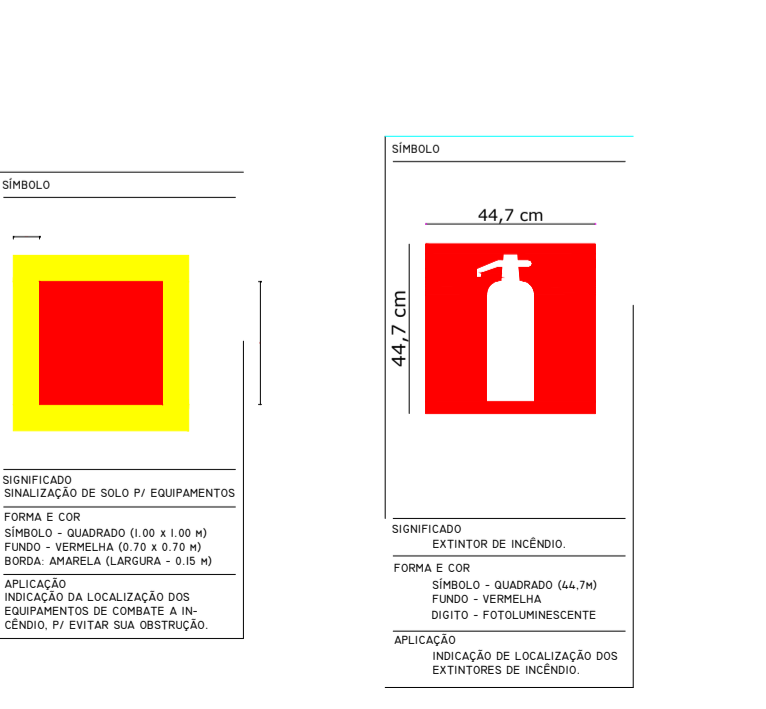 SÍMBOLO
SIGNIFICADO
SINALIZAÇÃO DE SOLO P/ EQUIPAMENTOS
FORMA E COR
SÍMBOLO - QUADRADO (1.00 X 1.00 M)
FUNDO - VERMELHA (0.70 X 0.70 M)
BORDA: AMARELA (LARGURA - 0.15 M)
APLICAÇÃO
INDICAÇÃO DA LOCALIZAÇÃO DOS
EQUIPAMENTOS DE COMBATE A IN-
CÊNDIO, P/ EVITAR SUA OBSTRUÇÃO.
SÍMBOLO
44,7 cm
44,7 cm
SIGNIFICADO
EXTINTOR DE INCÊNDIO.
FORMA E COR
SÍMBOLO - QUADRADO (44,7M)
FUNDO - VERMELHA
DIGITO - FOTOLUMINESCENTE
APLICAÇÃO
INDICAÇÃO DE LOCALIZAÇÃO DOS
EXTINTORES DE INCÊNDIO.